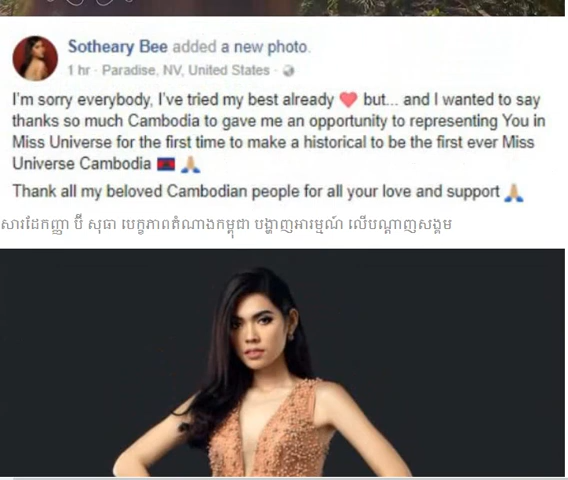 Sotheary Bee added a new photo.
1 hr · Paradise, NV, United States ·
I'm sorry everybody, I've tried my best already ❤️ but... and I wanted to say
thanks so much Cambodia to gave me an opportunity to representing You in
Miss Universe for the first time to make a historical to be the first ever Miss
Universe Cambodia 🇰🇭 🙏🏼
Thank all my beloved Cambodian people for all your love and support 🙏🏼
សារដែកញ្ញា ប៊ី សុធា បេក្ខភាពតំណាងកម្ពុជា បង្ហាញអារម្មណ៍ លើបណ្ដាញសង្គម